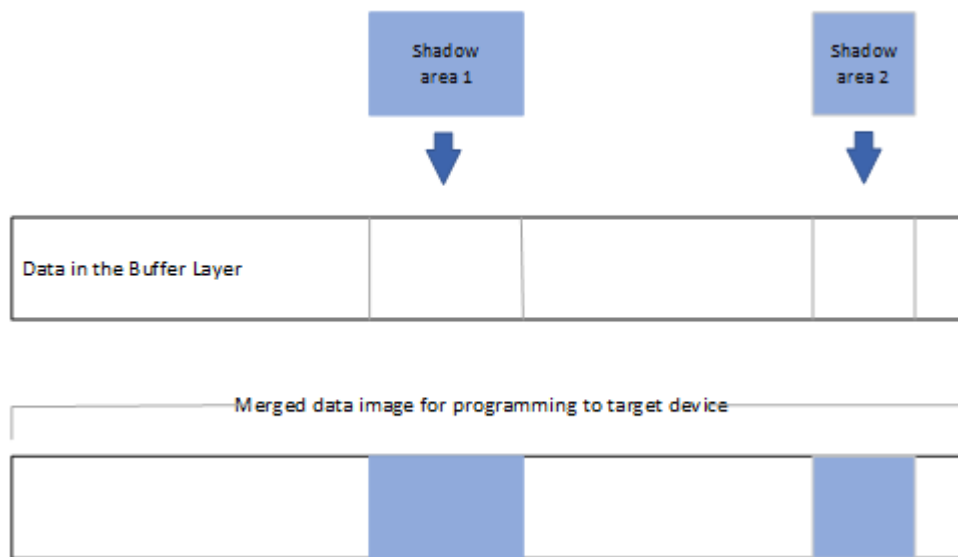 Shadow
area 1
Shadow
area 2
Data in the Buffer Layer
Merged data image for programming to target device